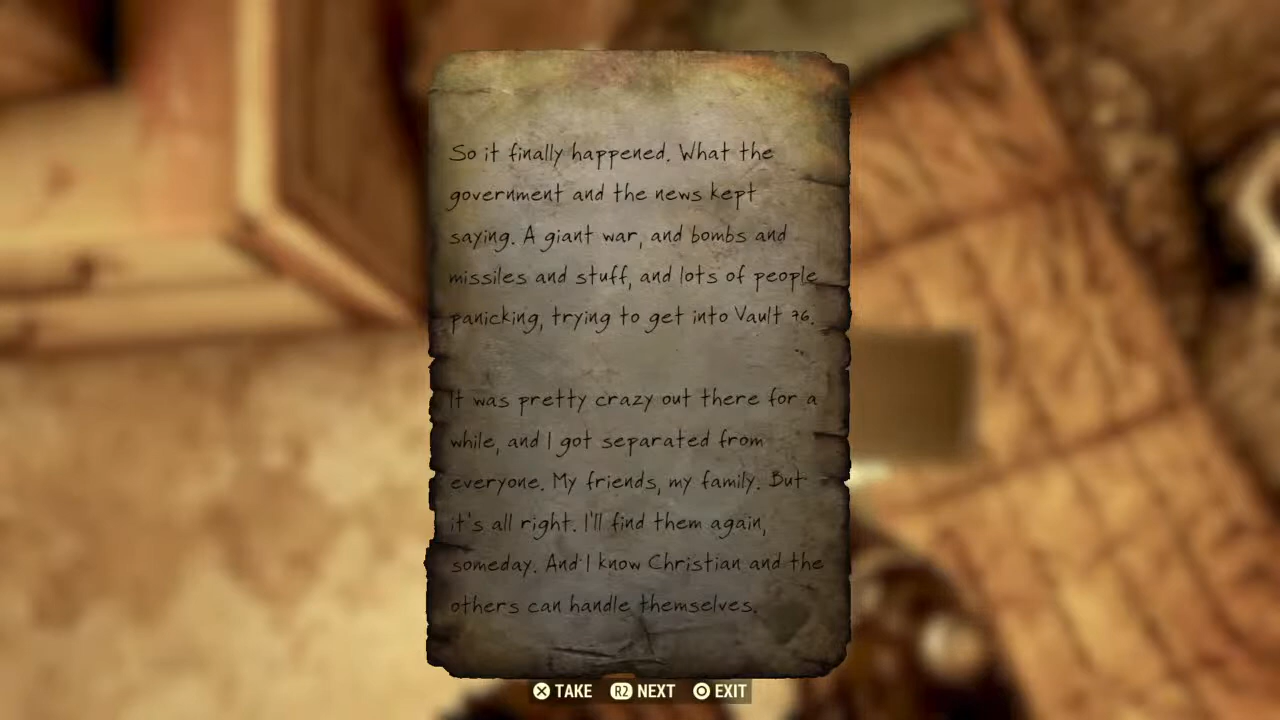 So it finally happened. What the
government and the news kept
saying. A giant war, and bombs and
missiles and stuff, and lots of people
panicking, trying to get into Vault 76.
It was pretty crazy out there for a
while, and I got separated from
everyone. My friends, my family. But
it's all right. I'll find them again,
someday. And I know Christian and the
others can handle themselves.
TAKE R2 NEXT EXIT